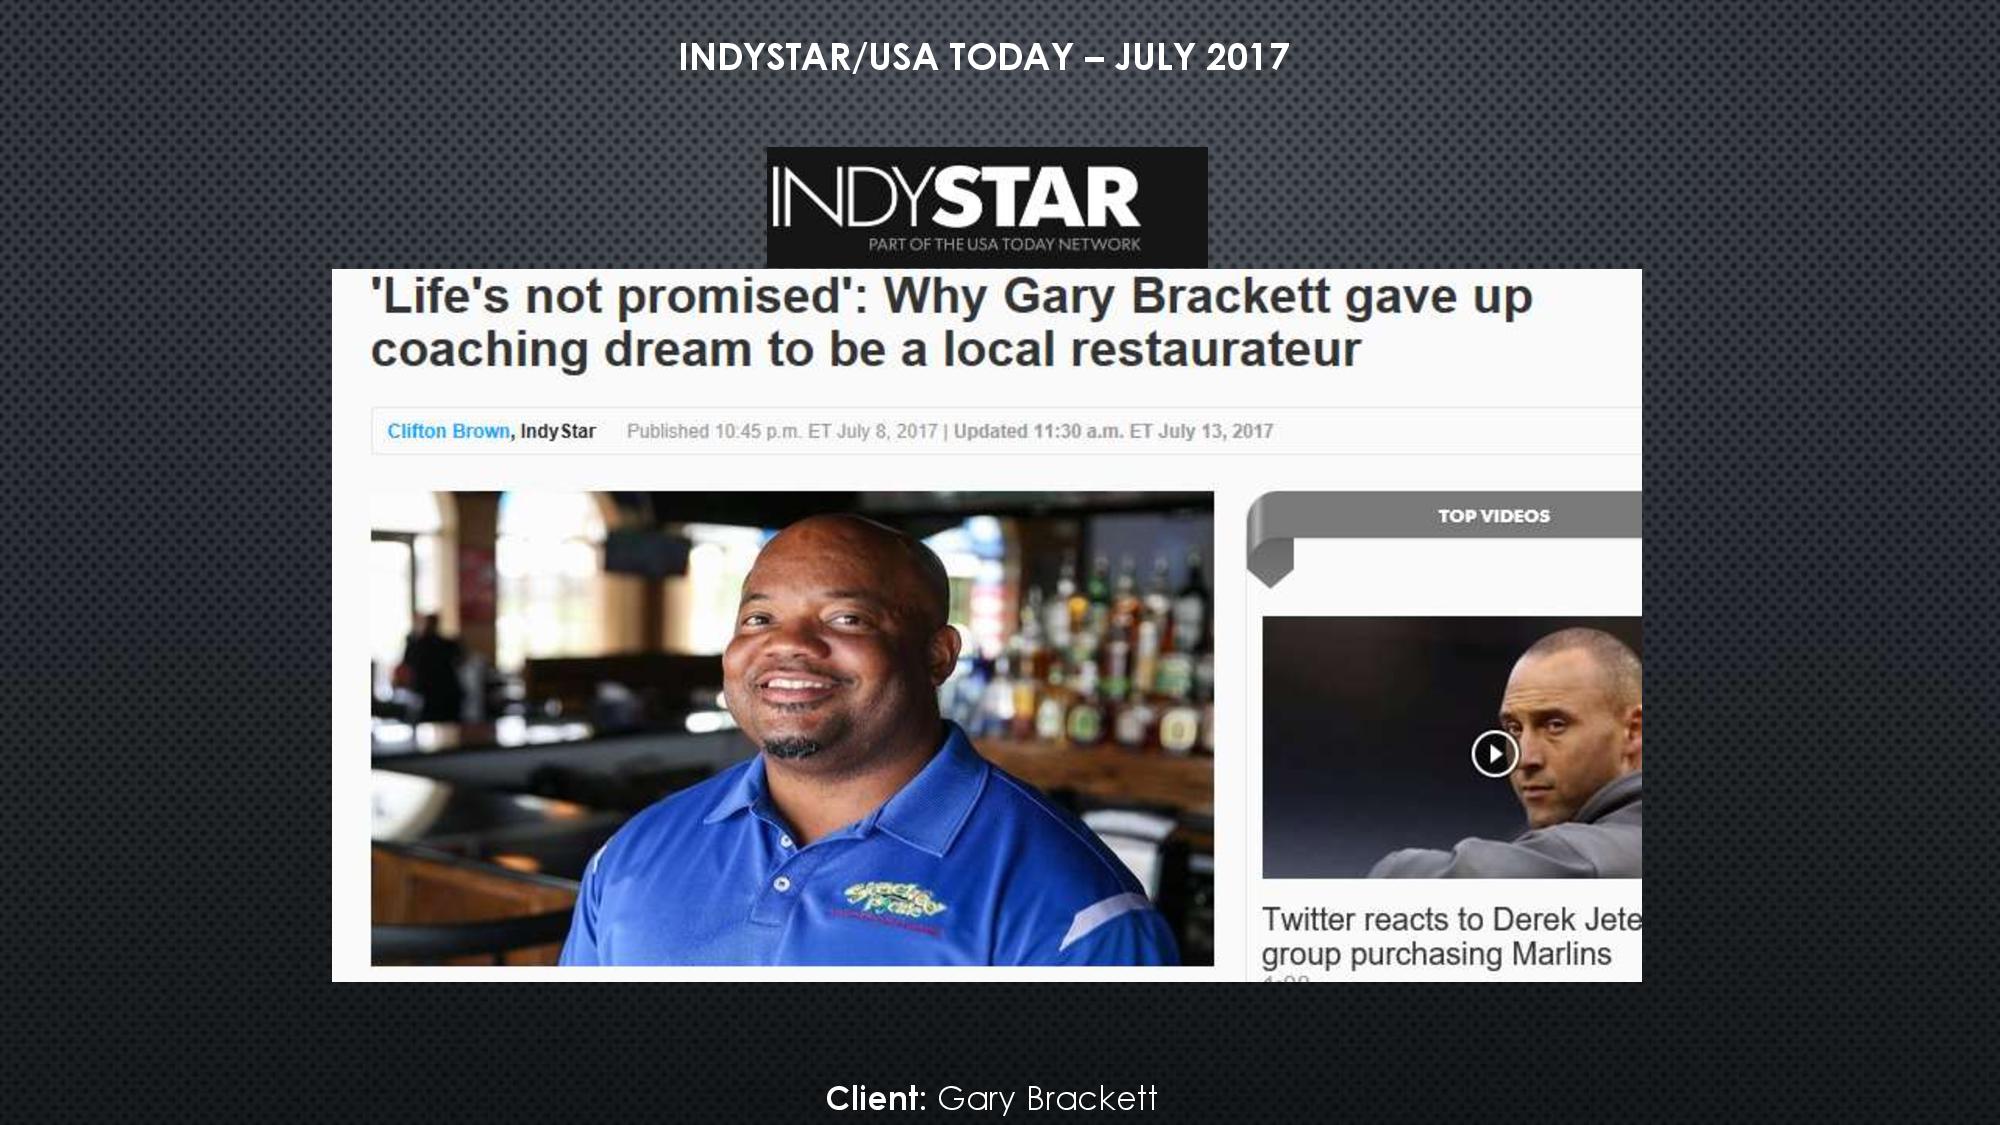 INDYSTAR/USA TODAY – JULY 2017
INDYSTAR
PART OF THE USA TODAY NETWORK
'Life's not promised': Why Gary Brackett gave up
coaching dream to be a local restaurateur
Clifton Brown, IndyStar Published 10:45 p.m. ET July 8, 2017 | Updated 11:30 a.m. ET July 13, 2017
TOP VIDEOS
Twitter reacts to Derek Jete
group purchasing Marlins
Client: Gary Brackett